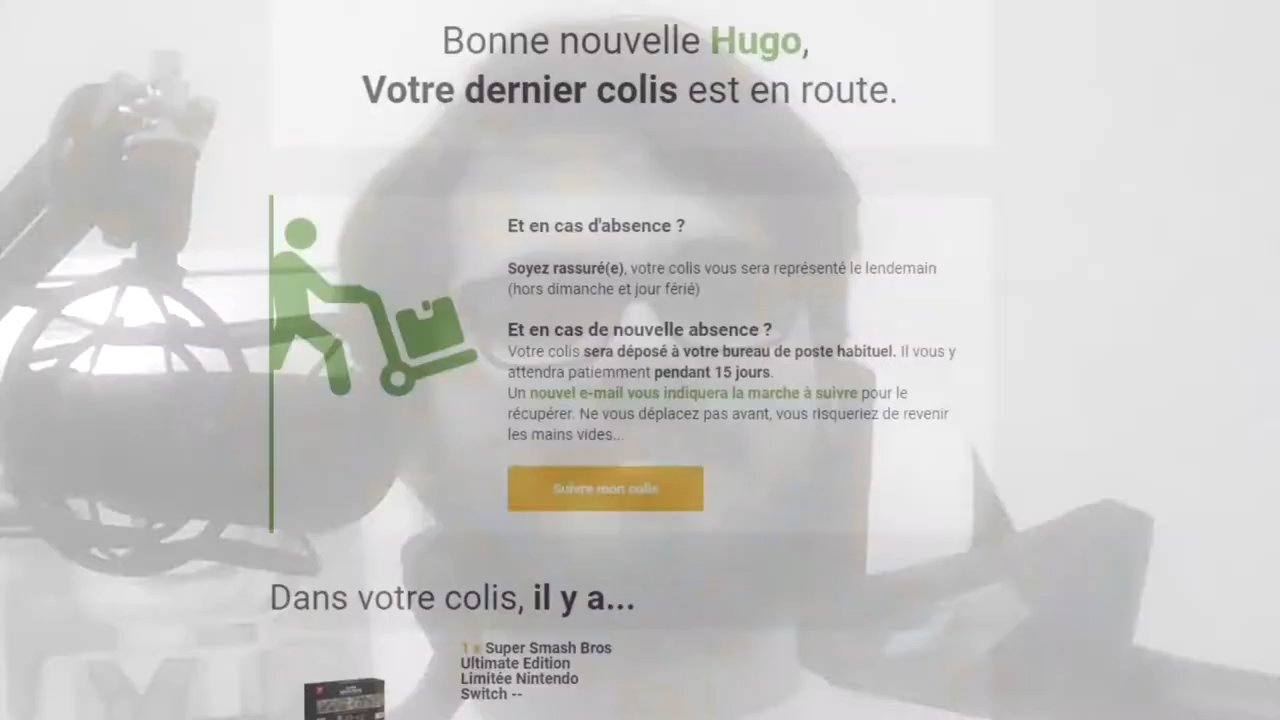 Bonne nouvelle Hugo,
Votre dernier colis est en route.
Et en cas d'absence ?
Soyez rassuré(e), votre colis vous sera représenté le lendemain
(hors dimanche et jour férié)
Et en cas de nouvelle absence ?
Votre colis sera déposé à votre bureau de poste habituel. Il vous y
attendra patiemment pendant 15 jours.
Un nouvel e-mail vous indiquera la marche à suivre pour le
récupérer. Ne vous déplacez pas avant, vous risqueriez de revenir
les mains vides...
Suivre mon colis
Dans votre colis, il y a...
1 x Super Smash Bros
Ultimate Edition
Limitée Nintendo
Switch --